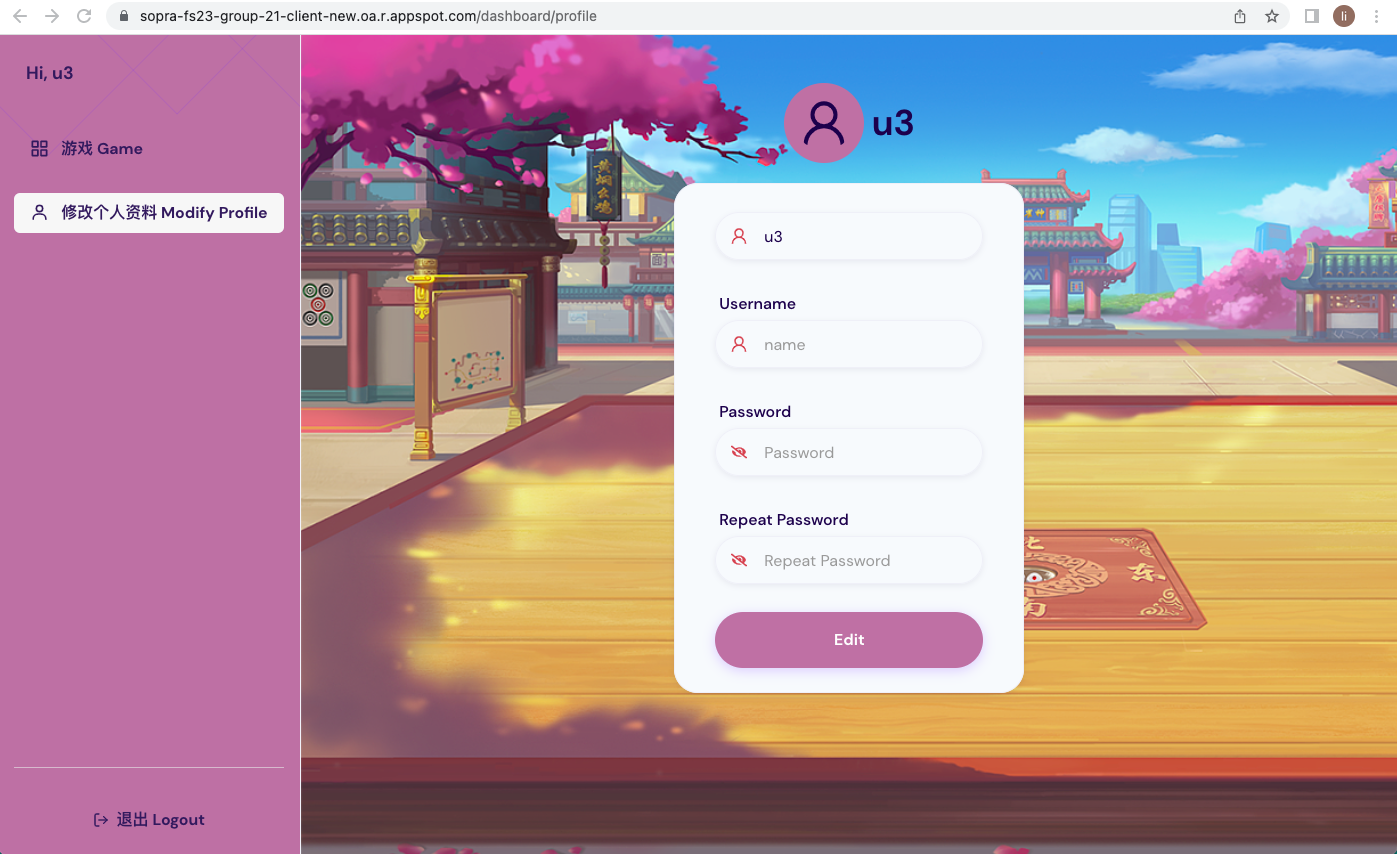 sopra-fs23-group-21-client-new.oa.r.appspot.com/dashboard/profile
li
Hi, u3
游戏 Game
修改个人资料 Modify Profile
退出 Logout
u3
u3
Username
name
Password
Password
Repeat Password
Repeat Password
Edit
东